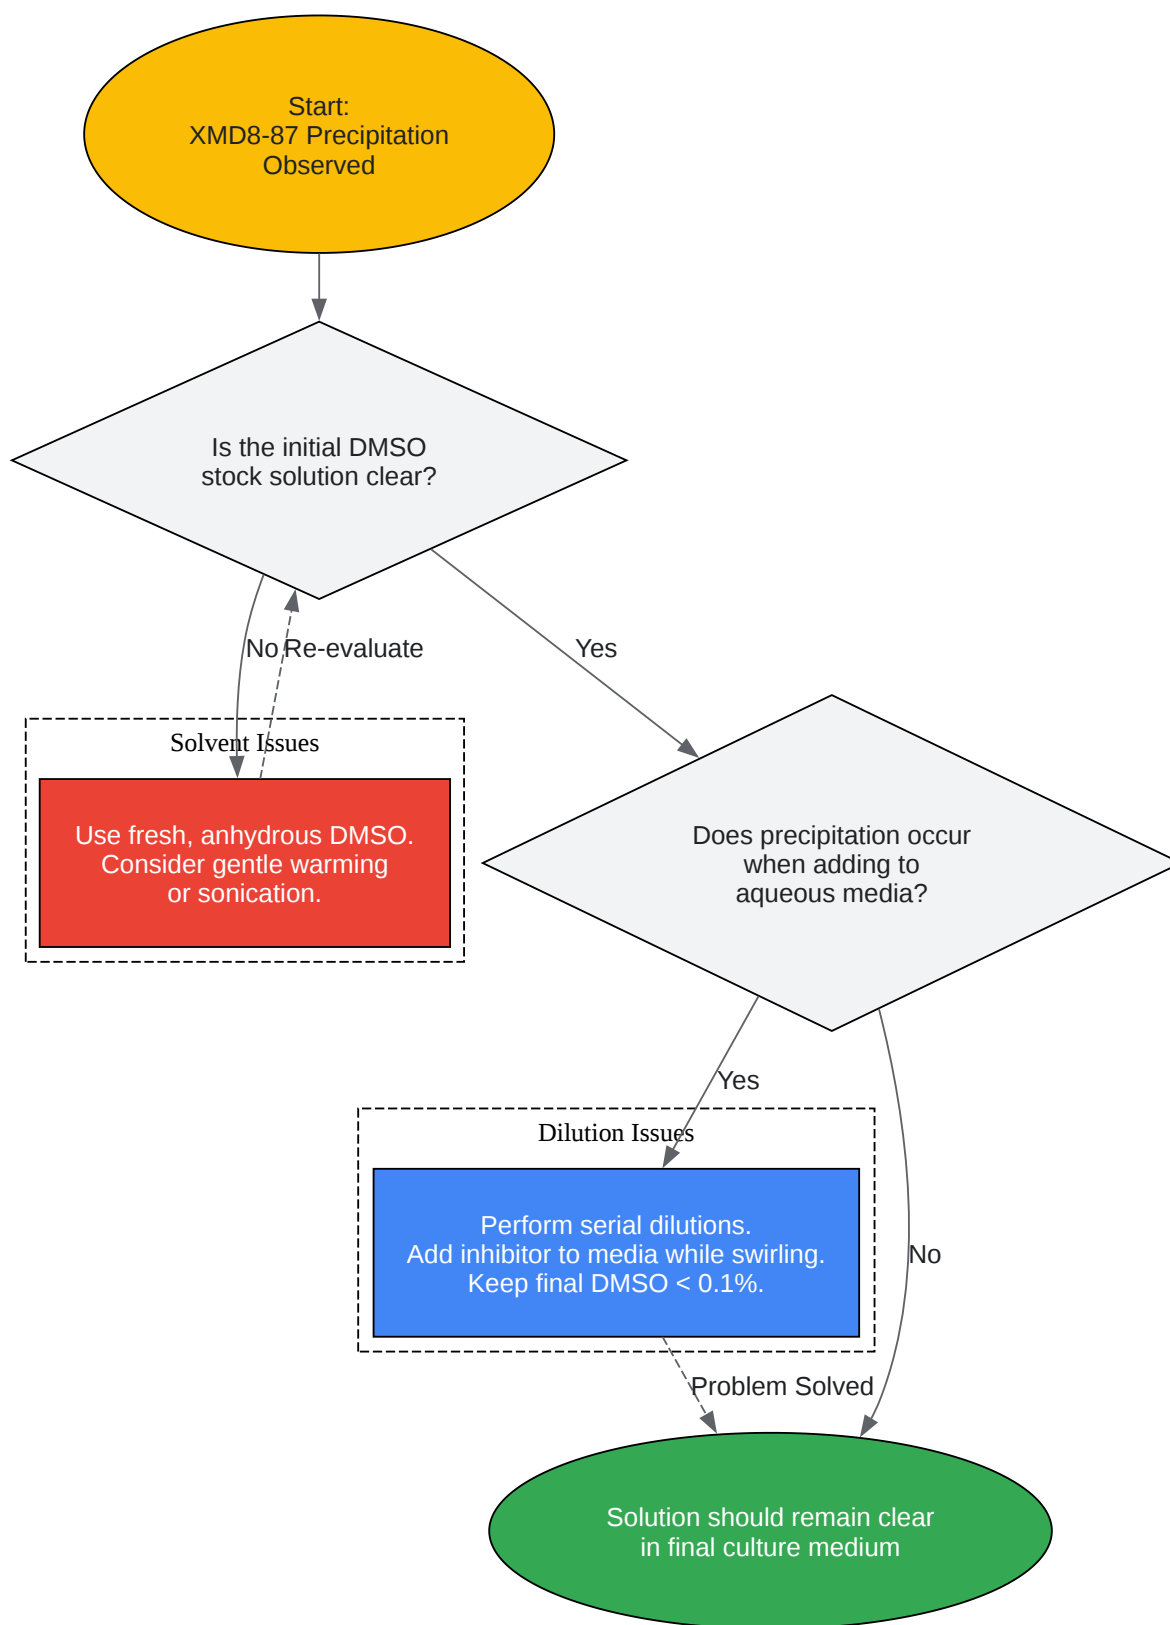 Start:
XMD8-87 Precipitation
Observed
Is the initial DMSO
stock solution clear?
No
Re-evaluate
Yes
Solvent Issues
Use fresh, anhydrous DMSO.
Consider gentle warming
or sonication.
Does precipitation occur
when adding to
aqueous media?
Yes
Dilution Issues
Perform serial dilutions.
Add inhibitor to media while swirling.
Keep final DMSO < 0.1%.
No
Problem Solved
Solution should remain clear
in final culture medium